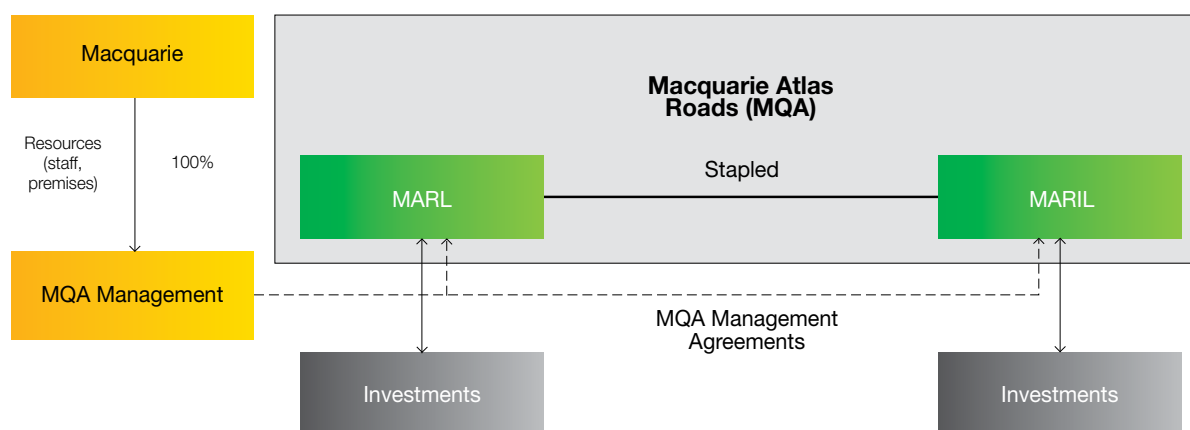 Macquarie
Macquarie Atlas
Roads (MQA)
Resources
(staff,
premises)
100%
Stapled
MARL
MARIL
MQA Management
MQA Management
Agreements
Investments
Investments